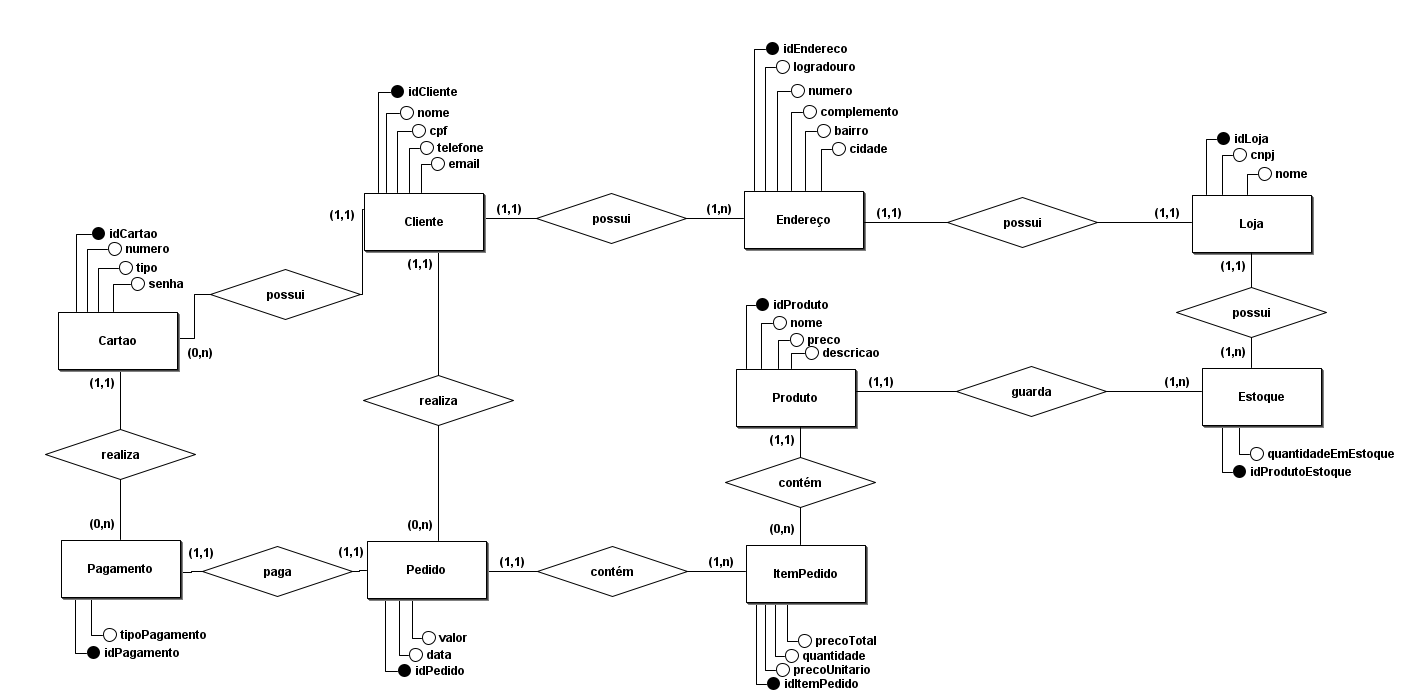 idEndereco
logradouro
numero
complemento
bairro
cidade
idCliente
nome
cpf
telefone
email
idLoja
cnpj
nome
(1,1)
Cliente
(1,1)
possui
(1,n)
Endereço
(1,1)
possui
(1,1)
Loja
idCartao
numero
tipo
senha
possui
(1,1)
(1,1)
Cartao
(0,n)
idProduto
nome
preco
descricao
possui
(1,n)
(1,1)
realiza
Produto
(1,1)
guarda
(1,n)
Estoque
(1,1)
realiza
contém
quantidadeEmEstoque
idProdutoEstoque
(0,n)
(0,n)
(0,n)
Pagamento
(1,1)
paga
(1,1)
Pedido
(1,1)
contém
(1,n)
ItemPedido
tipoPagamento
idPagamento
valor
data
idPedido
precoTotal
quantidade
precoUnitario
idItemPedido